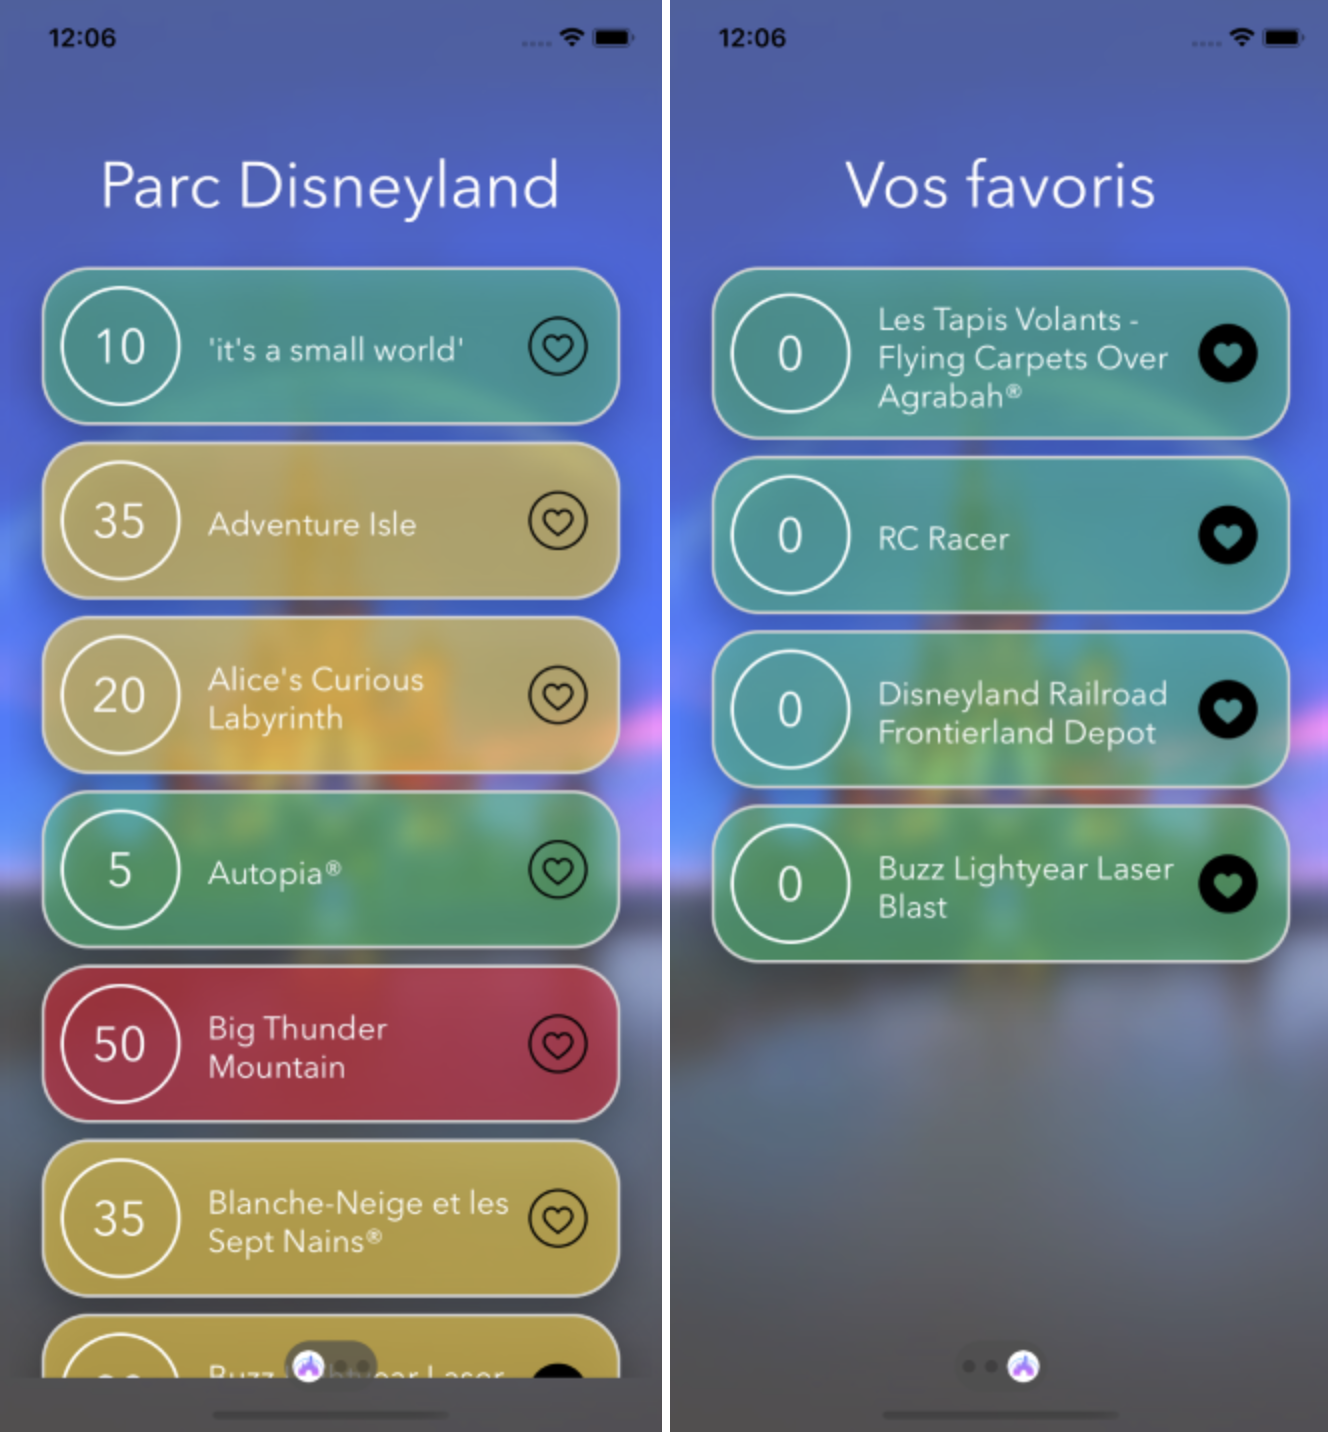 12:06
Parc Disneyland
10
'it's a small world'
35
Adventure Isle
20
Alice's Curious
Labyrinth
5
Autopia®
50
Big Thunder
Mountain
35
Blanche-Neige et les
Sept Nains®
Buzz Lightyear Laser
12:06
Vos favoris
0
Les Tapis Volants -
Flying Carpets Over
Agrabah®
0
RC Racer
0
Disneyland Railroad
Frontierland Depot
0
Buzz Lightyear Laser
Blast